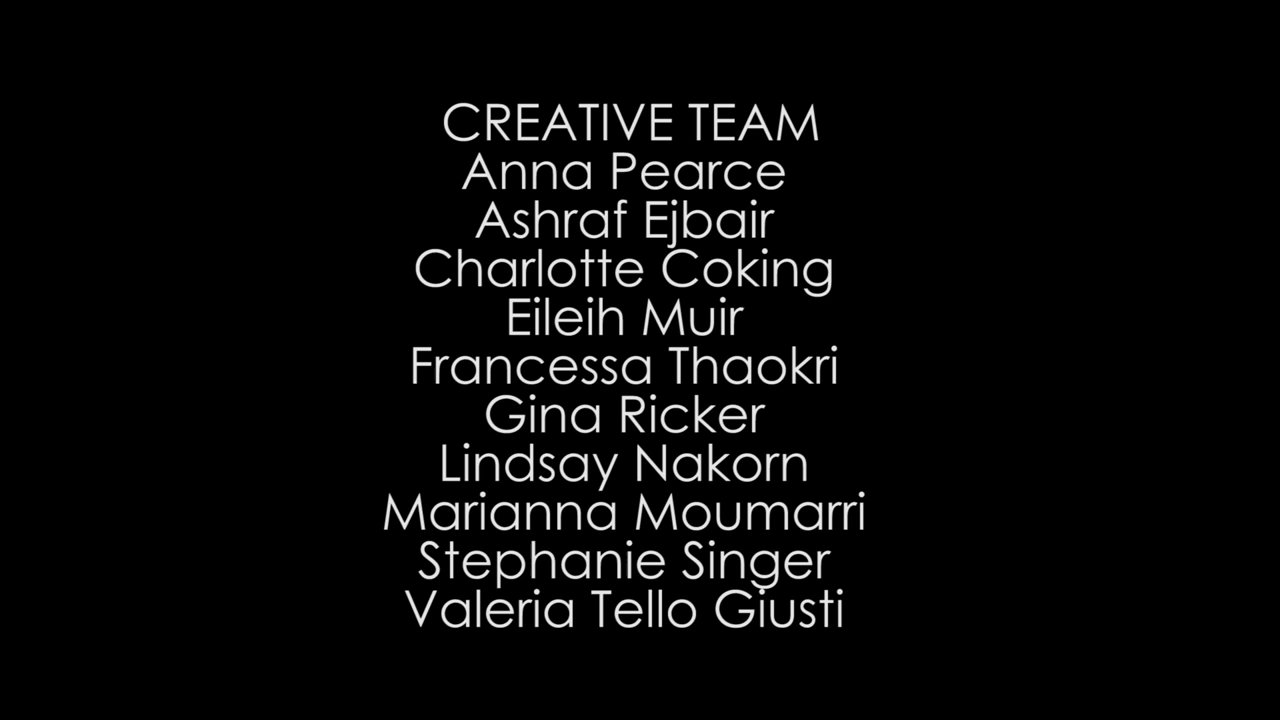 CREATIVE TEAM
Anna Pearce
Ashraf Ejbair
Charlotte Coking
Eileih Muir
Francessa Thaokri
Gina Ricker
Lindsay Nakorn
Marianna Moumarri
Stephanie Singer
Valeria Tello Giusti